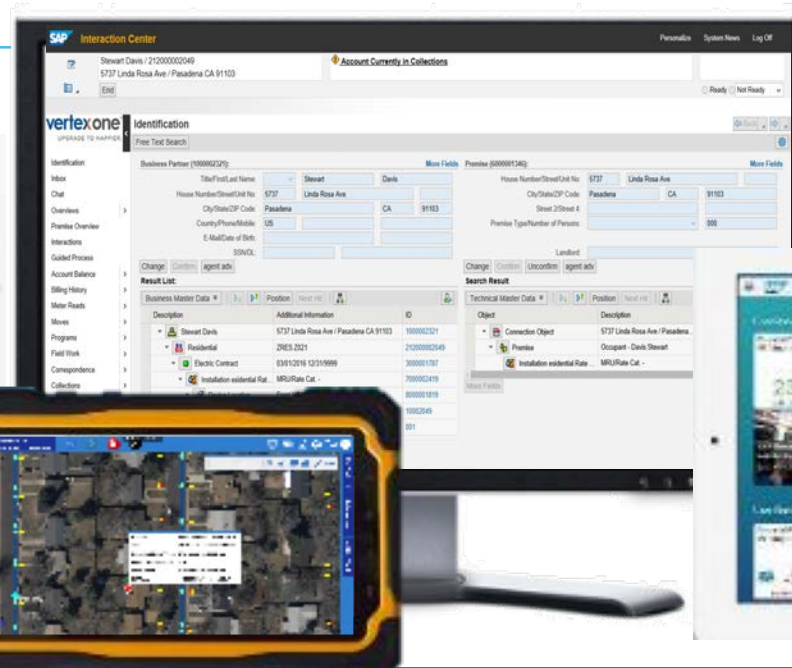 SAP Interaction Center
Personalize System News Log Off
Stewart Davis / 212000002049
5737 Linda Rosa Ave / Pasadena CA 91103
Account Currently in Collections
End
Ready Not Ready
vertexone
UPGRADE TO HAPPIER.
Identification
Back
Free Text Search
Identification
Inbox
Chat
Overviews
Premise Overview
Interactions
Guided Process
Account Balance
Billing History
Meter Reads
Moves
Programs
Field Work
Correspondence
Collections
Business Partner (1000002321):
More Fields
Title/First/Last Name: Stewart Davis
House Number/Street/Unit No: 5737 Linda Rosa Ave
City/State/ZIP Code: Pasadena CA 91103
Country/Phone/Mobile: US
E-Mail/Date of Birth:
SSN/DL:
Change Confirm agent adv
Result List:
Business Master Data Position Next Hit
Description Additional Information ID
Stewart Davis 5737 Linda Rosa Ave / Pasadena CA 91103 1000002321
Residential ZRES Z021 212000002049
Electric Contract 03/01/2016 12/31/9999 3000001787
Installation esidential Rat... MRU/Rate Cat. - 7000002419
8000001819
10002049
001
Premise (6000001346):
More Fields
House Number/Street/Unit No: 5737 Linda Rosa Ave
City/State/ZIP Code: Pasadena CA 91103
Street 2/Street 4:
Premise Type/Number of Persons: 000
Landlord:
Change Confirm Unconfirm agent adv
Search Result
Technical Master Data Position Next Hit
Object Description
Connection Object 5737 Linda Rosa Ave / Pasadena...
Premise Occupant - Davis Stewart
Installation esidential Rate... MRU/Rate Cat. -
More Fields